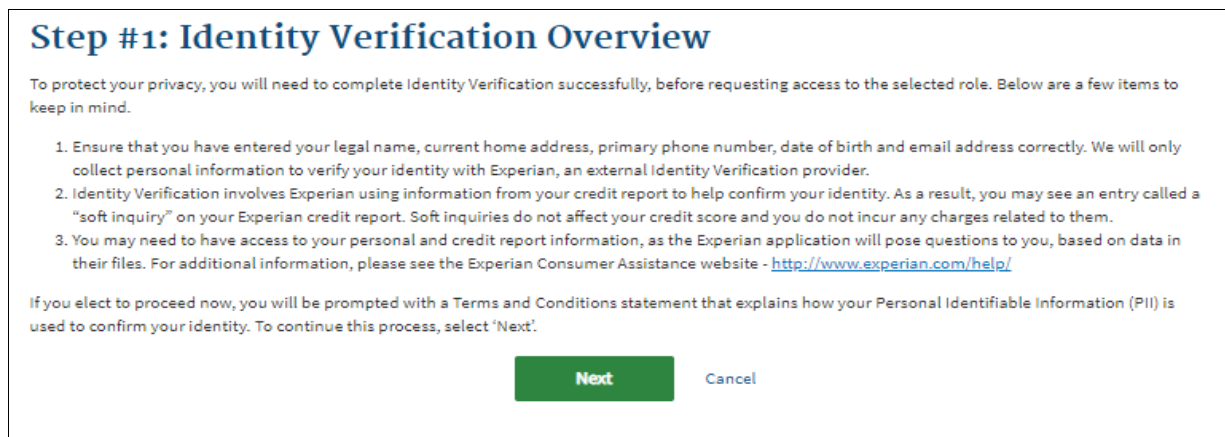 Step #1: Identity Verification Overview
To protect your privacy, you will need to complete Identity Verification successfully, before requesting access to the selected role. Below are a few items to
keep in mind.
1. Ensure that you have entered your legal name, current home address, primary phone number, date of birth and email address correctly. We will only
collect personal information to verify your identity with Experian, an external Identity Verification provider.
2. Identity Verification involves Experian using information from your credit report to help confirm your identity. As a result, you may see an entry called a
“soft inquiry” on your Experian credit report. Soft inquiries do not affect your credit score and you do not incur any charges related to them.
3. You may need to have access to your personal and credit report information, as the Experian application will pose questions to you, based on data in
their files. For additional information, please see the Experian Consumer Assistance website - http://www.experian.com/help/
If you elect to proceed now, you will be prompted with a Terms and Conditions statement that explains how your Personal Identifiable Information (PII) is
used to confirm your identity. To continue this process, select ‘Next’.
Next Cancel